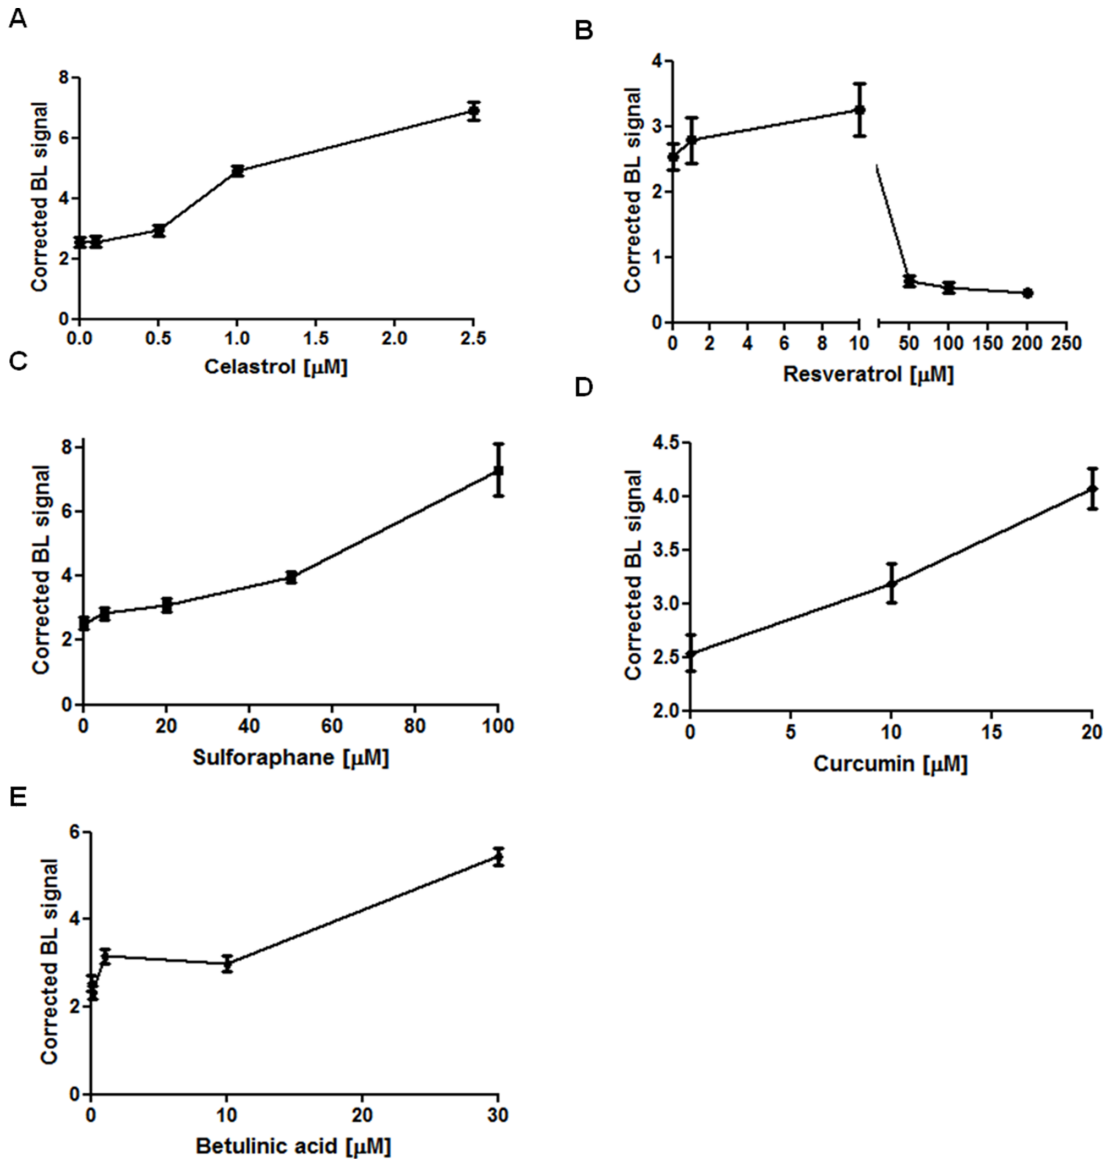 A
Corrected BL signal
8
6
4
2
0
0.0 0.5 1.0 1.5 2.0 2.5
Celastrol [μM]
B
Corrected BL signal
4
3
2
1
0
0 2 4 6 8 10 50 100 150 200 250
Resveratrol [μM]
C
Corrected BL signal
8
6
4
2
0
0 20 40 60 80 100
Sulforaphane [μM]
D
Corrected BL signal
4.5
4.0
3.5
3.0
2.5
2.0
0 5 10 15 20
Curcumin [μM]
E
Corrected BL signal
6
4
2
0
0 10 20 30
Betulinic acid [μM]